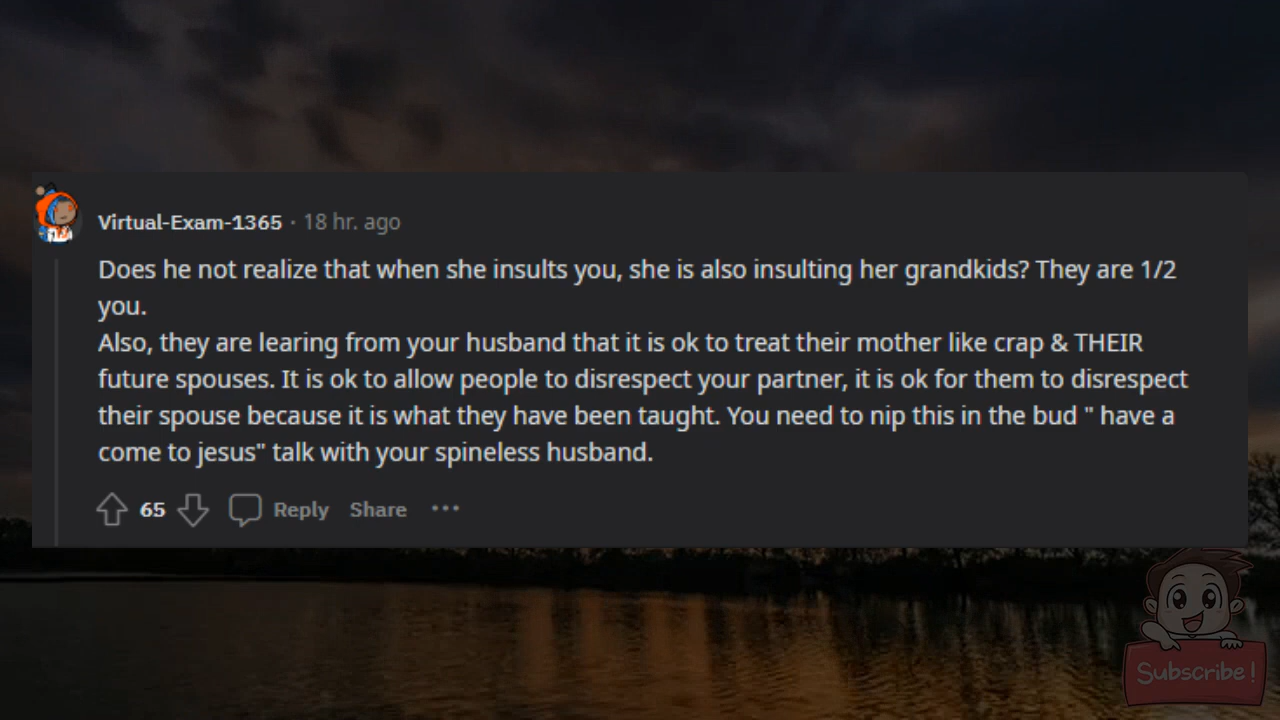 Virtual-Exam-1365 · 18 hr. ago
Does he not realize that when she insults you, she is also insulting her grandkids? They are 1/2
you.
Also, they are learing from your husband that it is ok to treat their mother like crap & THEIR
future spouses. It is ok to allow people to disrespect your partner, it is ok for them to disrespect
their spouse because it is what they have been taught. You need to nip this in the bud " have a
come to jesus" talk with your spineless husband.
65 Reply Share ···
Subscribe!